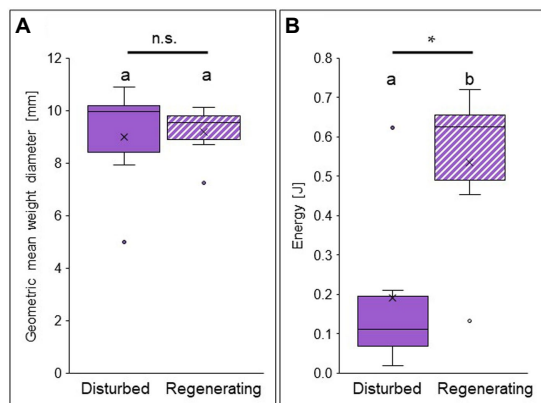 A
n.s.
a a
Geometric mean weight diameter [mm]
12
10
8
6
4
2
0
Disturbed Regenerating
B
*
a b
Energy [J]
0.8
0.7
0.6
0.5
0.4
0.3
0.2
0.1
0.0
Disturbed Regenerating